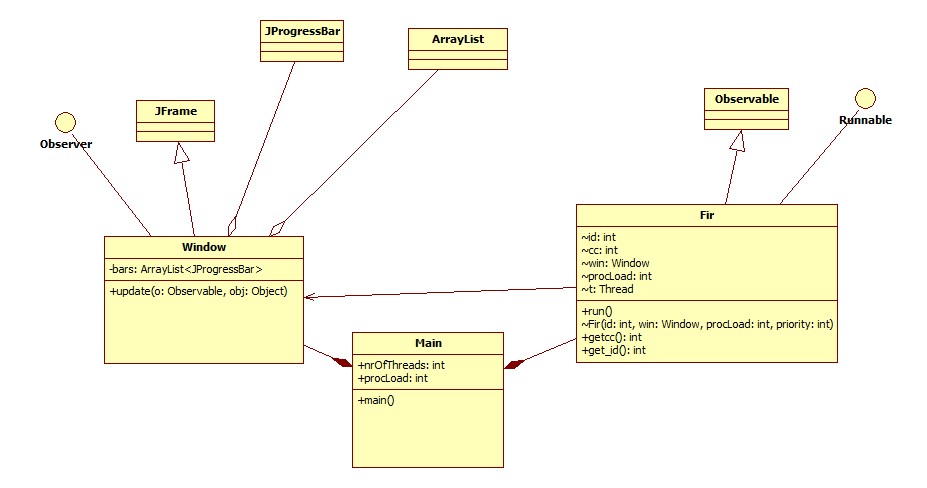 JProgressBar
ArrayList
Observable
JFrame
Runnable
Observer
Window
-bars: ArrayList<JProgressBar>
+update(o: Observable, obj: Object)
Fir
~id: int
~cc: int
~win: Window
~procLoad: int
~t: Thread
+run()
~Fir(id: int, win: Window, procLoad: int, priority: int)
+getcc(): int
+get_id(): int
Main
+nrOfThreads: int
+procLoad: int
+main()